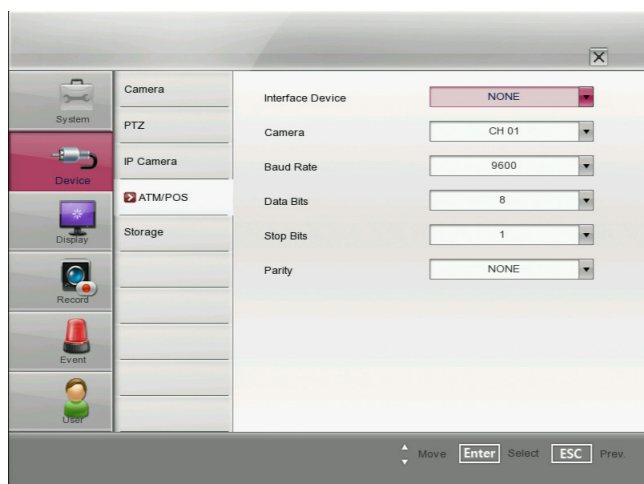 System
Device
Display
Record
Event
User
Camera
PTZ
IP Camera
ATM/POS
Storage
Interface Device NONE
Camera CH 01
Baud Rate 9600
Data Bits 8
Stop Bits 1
Parity NONE
Move Enter Select ESC Prev.